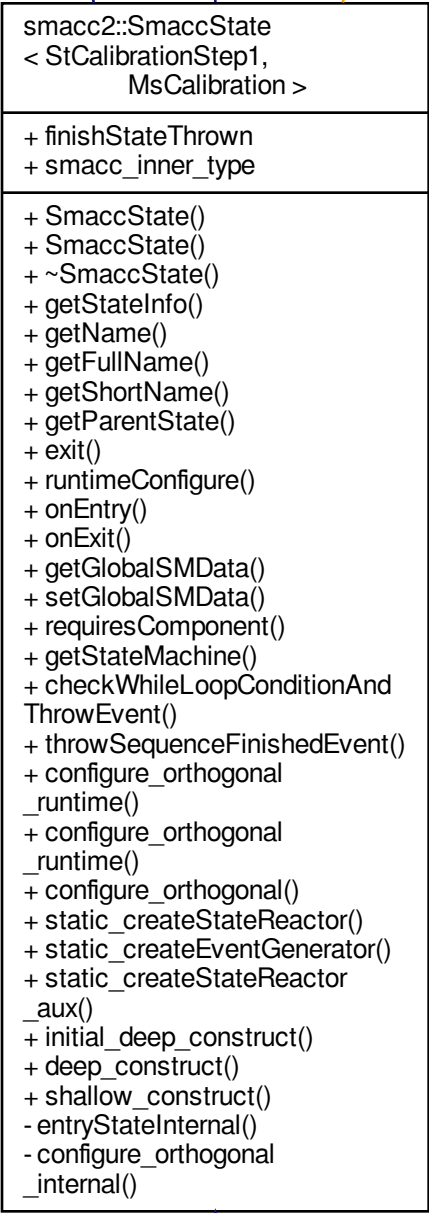 smacc2::SmaccState
< StCalibrationStep1,
MsCalibration >
+ finishStateThrown
+ smacc_inner_type
+ SmaccState()
+ SmaccState()
+ ~SmaccState()
+ getStateInfo()
+ getName()
+ getFullName()
+ getShortName()
+ getParentState()
+ exit()
+ runtimeConfigure()
+ onEntry()
+ onExit()
+ getGlobalSMData()
+ setGlobalSMData()
+ requiresComponent()
+ getStateMachine()
+ checkWhileLoopConditionAnd
ThrowEvent()
+ throwSequenceFinishedEvent()
+ configure_orthogonal
_runtime()
+ configure_orthogonal
_runtime()
+ configure_orthogonal()
+ static_createStateReactor()
+ static_createEventGenerator()
+ static_createStateReactor
_aux()
+ initial_deep_construct()
+ deep_construct()
+ shallow_construct()
- entryStateInternal()
- configure_orthogonal
_internal()